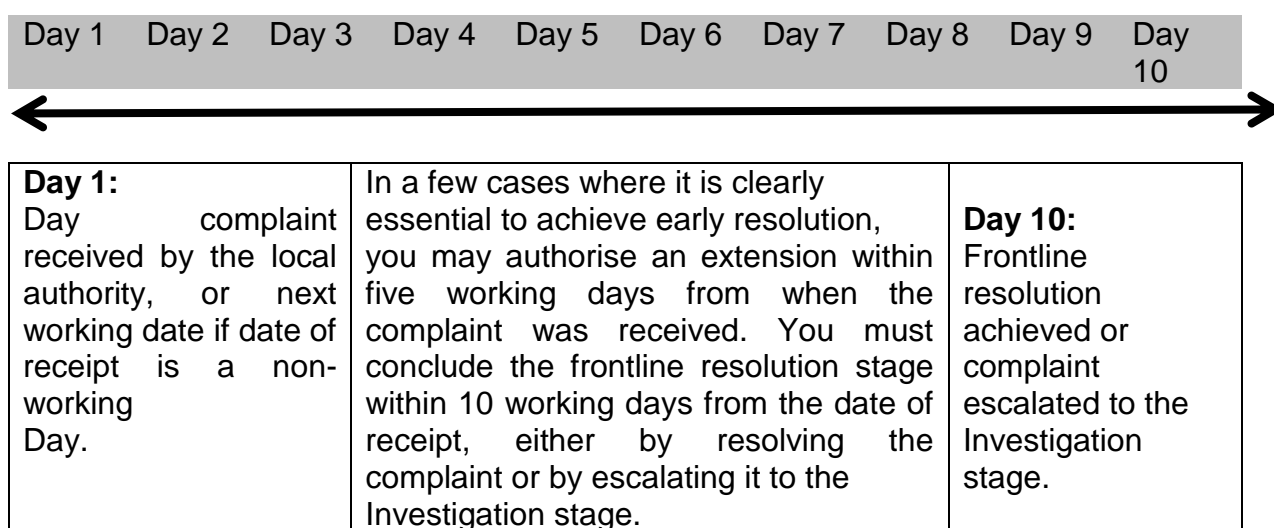 Day 1 Day 2 Day 3 Day 4 Day 5 Day 6 Day 7 Day 8 Day 9 Day 10
Day 1:
Day complaint
received by the local
authority, or next
working date if date of
receipt is a non-
working
Day.
In a few cases where it is clearly
essential to achieve early resolution,
you may authorise an extension within
five working days from when the
complaint was received. You must
conclude the frontline resolution stage
within 10 working days from the date of
receipt, either by resolving the
complaint or by escalating it to the
Investigation stage.
Day 10:
Frontline
resolution
achieved or
complaint
escalated to the
Investigation
stage.